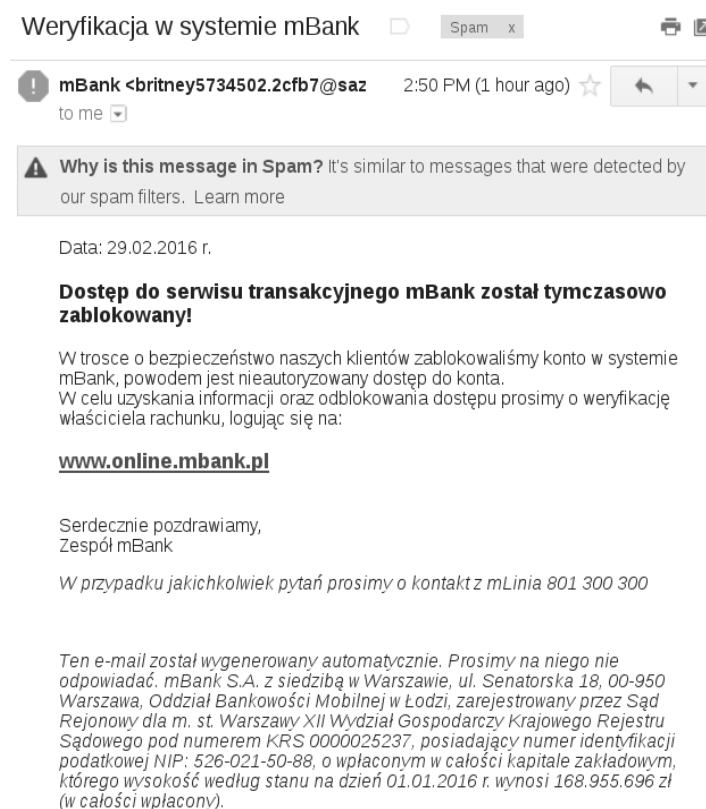 Weryfikacja w systemie mBank Spam x
mBank <britney5734502.2cfb7@saz 2:50 PM (1 hour ago)
to me
Why is this message in Spam? It's similar to messages that were detected by
our spam filters. Learn more
Data: 29.02.2016 r.
Dostęp do serwisu transakcyjnego mBank został tymczasowo
zablokowany!
W trosce o bezpieczeństwo naszych klientów zablokowaliśmy konto w systemie
mBank, powodem jest nieautoryzowany dostęp do konta.
W celu uzyskania informacji oraz odblokowania dostępu prosimy o weryfikację
właściciela rachunku, logując się na:
www.online.mbank.pl
Serdecznie pozdrawiamy,
Zespół mBank
W przypadku jakichkolwiek pytań prosimy o kontakt z mLinia 801 300 300
Ten e-mail został wygenerowany automatycznie. Prosimy na niego nie
odpowiadać. mBank S.A. z siedzibą w Warszawie, ul. Senatorska 18, 00-950
Warszawa, Oddział Bankowości Mobilnej w Łodzi, zarejestrowany przez Sąd
Rejonowy dla m. st. Warszawy XII Wydział Gospodarczy Krajowego Rejestru
Sądowego pod numerem KRS 0000025237, posiadający numer identyfikacji
podatkowej NIP: 526-021-50-88, o wpłaconym w całości kapitale zakładowym,
którego wysokość według stanu na dzień 01.01.2016 r. wynosi 168.955.696 zł
(w całości wpłacony).